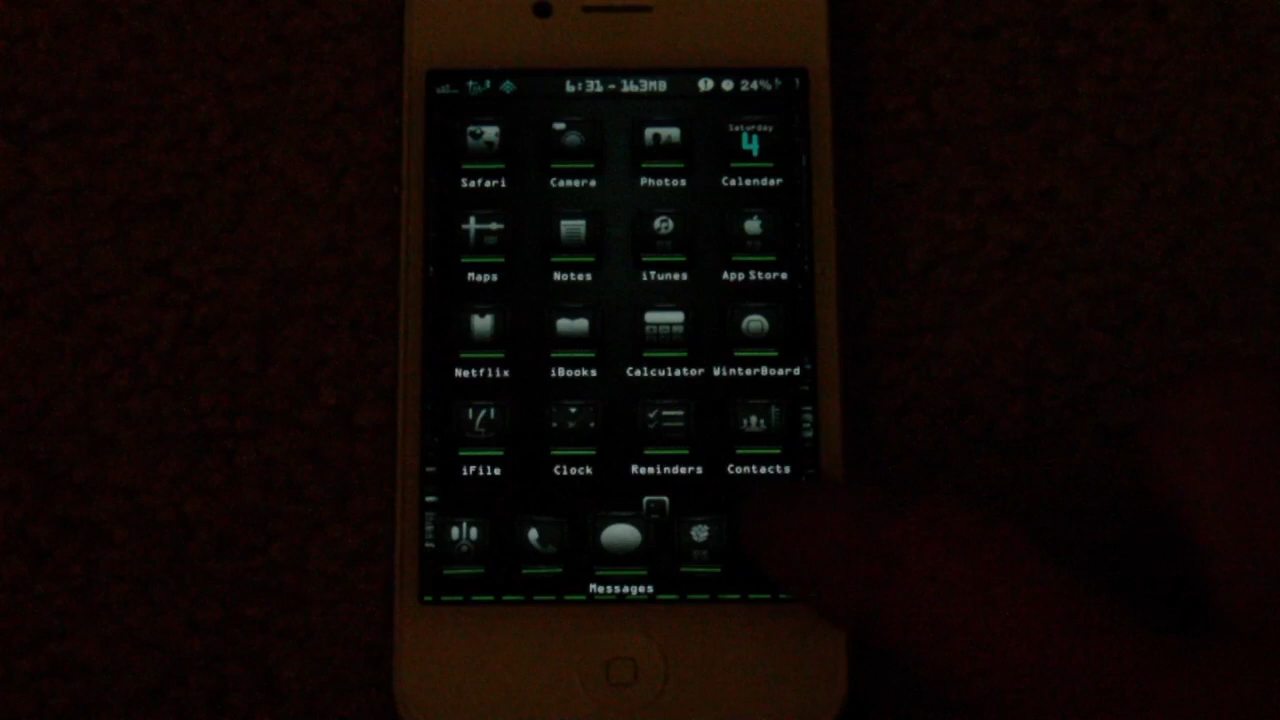 6:31 - 163MB 24%
Saturday
4
Safari Camera Photos Calendar
Maps Notes iTunes App Store
Netflix iBooks Calculator WinterBoard
iFile Clock Reminders Contacts
Messages